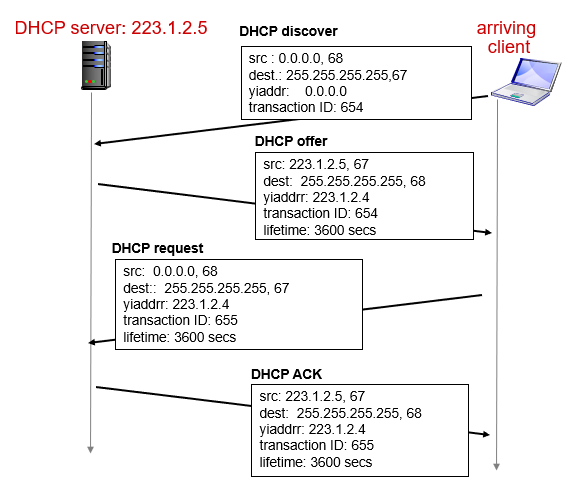 DHCP server: 223.1.2.5
arriving
client
DHCP discover
src : 0.0.0.0, 68
dest.: 255.255.255.255,67
yiaddr: 0.0.0.0
transaction ID: 654
DHCP offer
src: 223.1.2.5, 67
dest: 255.255.255.255, 68
yiaddrr: 223.1.2.4
transaction ID: 654
lifetime: 3600 secs
DHCP request
src: 0.0.0.0, 68
dest:: 255.255.255.255, 67
yiaddrr: 223.1.2.4
transaction ID: 655
lifetime: 3600 secs
DHCP ACK
src: 223.1.2.5, 67
dest: 255.255.255.255, 68
yiaddrr: 223.1.2.4
transaction ID: 655
lifetime: 3600 secs